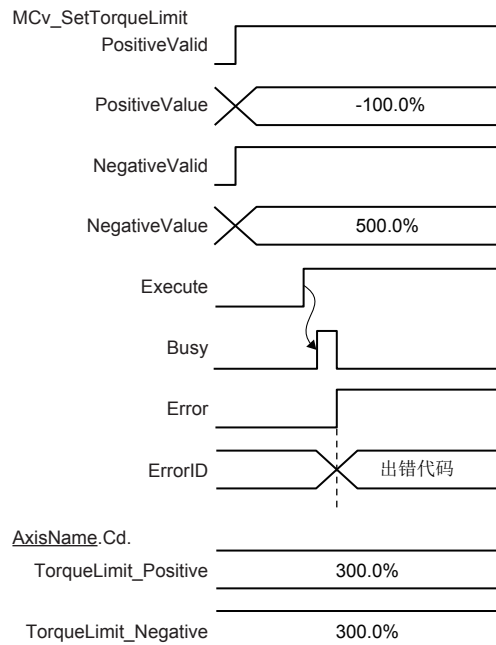 MCv_SetTorqueLimit
PositiveValid
PositiveValue
-100.0%
NegativeValid
NegativeValue
500.0%
Execute
Busy
Error
ErrorID
出错代码
AxisName.Cd.
TorqueLimit_Positive
300.0%
TorqueLimit_Negative
300.0%